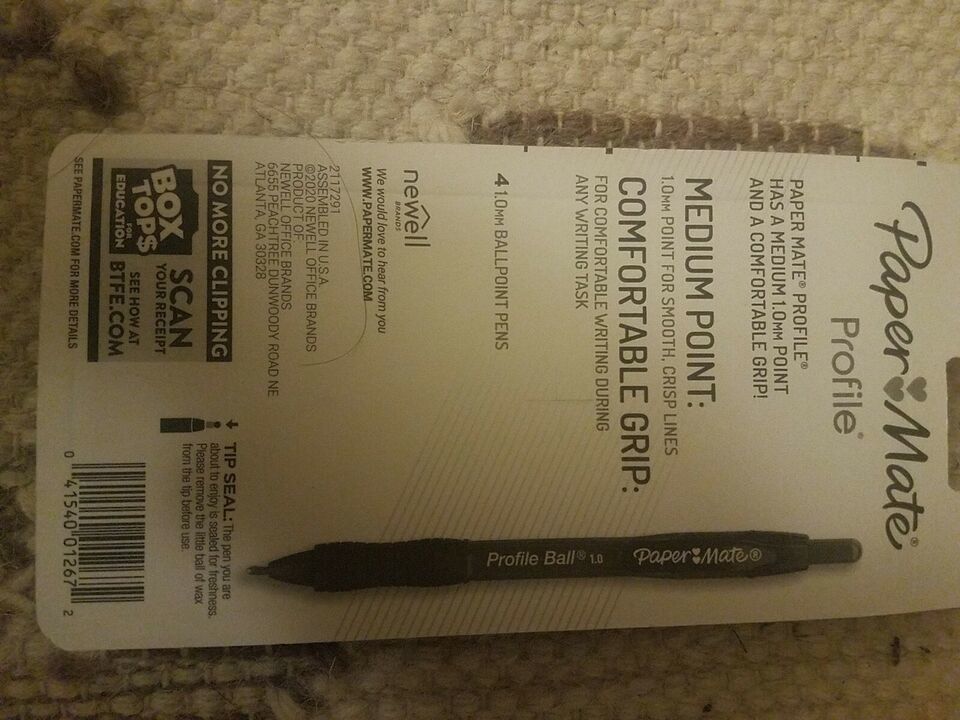 Paper Mate®
Profile®
PAPER MATE® PROFILE®
HAS A MEDIUM 1.0MM POINT
AND A COMFORTABLE GRIP!
MEDIUM POINT:
1.0MM POINT FOR SMOOTH, CRISP LINES
COMFORTABLE GRIP:
FOR COMFORTABLE WRITING DURING
ANY WRITING TASK
4 1.0MM BALLPOINT PENS
Profile Ball® 1.0 Paper Mate®
newell
BRANDS
We would love to hear from you
WWW.PAPERMATE.COM
2117291
ASSEMBLED IN U.S.A.
©2020 NEWELL OFFICE BRANDS
PRODUCT OF
NEWELL OFFICE BRANDS
6655 PEACHTREE DUNWOODY ROAD NE
ATLANTA, GA 30328
NO MORE CLIPPING
BOX
TOPS
FOR
EDUCATION
SCAN
YOUR RECEIPT
SEE HOW AT
BTFE.COM
SEE PAPERMATE.COM FOR MORE DETAILS
TIP SEAL: The pen you are
about to enjoy is sealed for freshness.
Please remove the little ball of wax
from the tip before use.
0 41540 01267 2